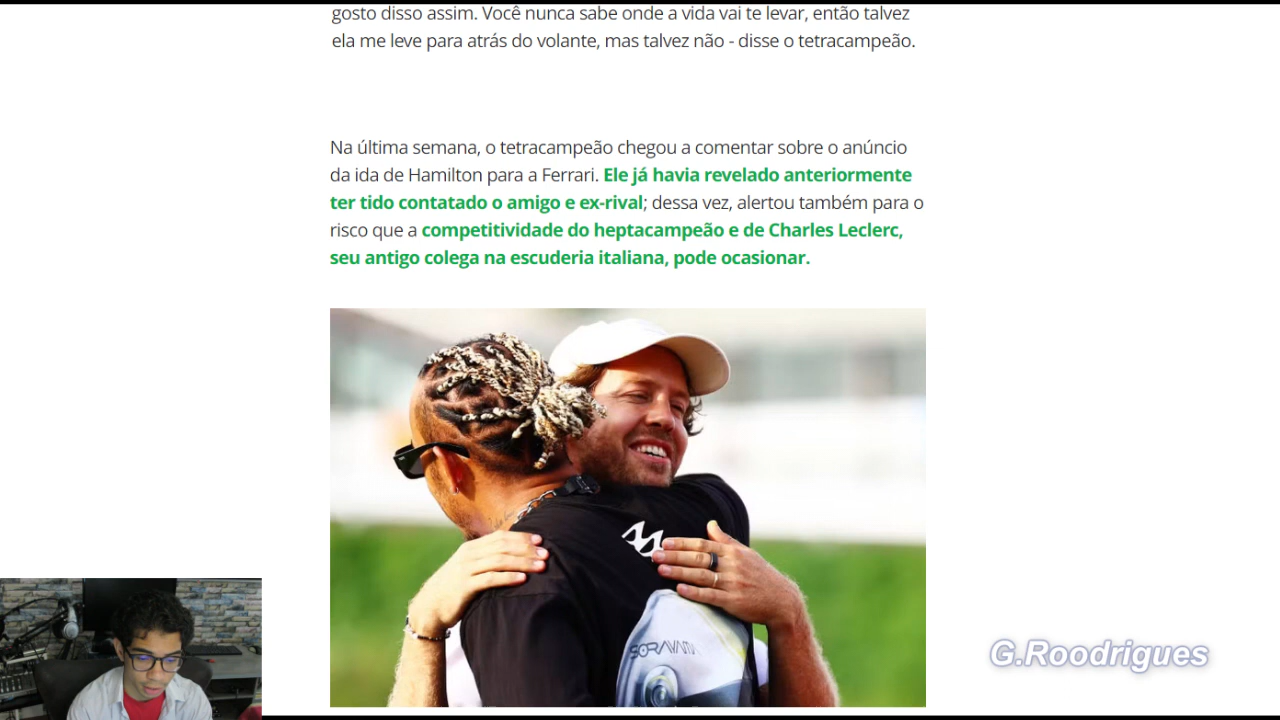 gosto disso assim. Você nunca sabe onde a vida vai te levar, então talvez
ela me leve para atrás do volante, mas talvez não - disse o tetracampeão.
Na última semana, o tetracampeão chegou a comentar sobre o anúncio
da ida de Hamilton para a Ferrari. Ele já havia revelado anteriormente
ter tido contatado o amigo e ex-rival; dessa vez, alertou também para o
risco que a competitividade do heptacampeão e de Charles Leclerc,
seu antigo colega na escuderia italiana, pode ocasionar.
SORAYAMA
G.Roodrigues